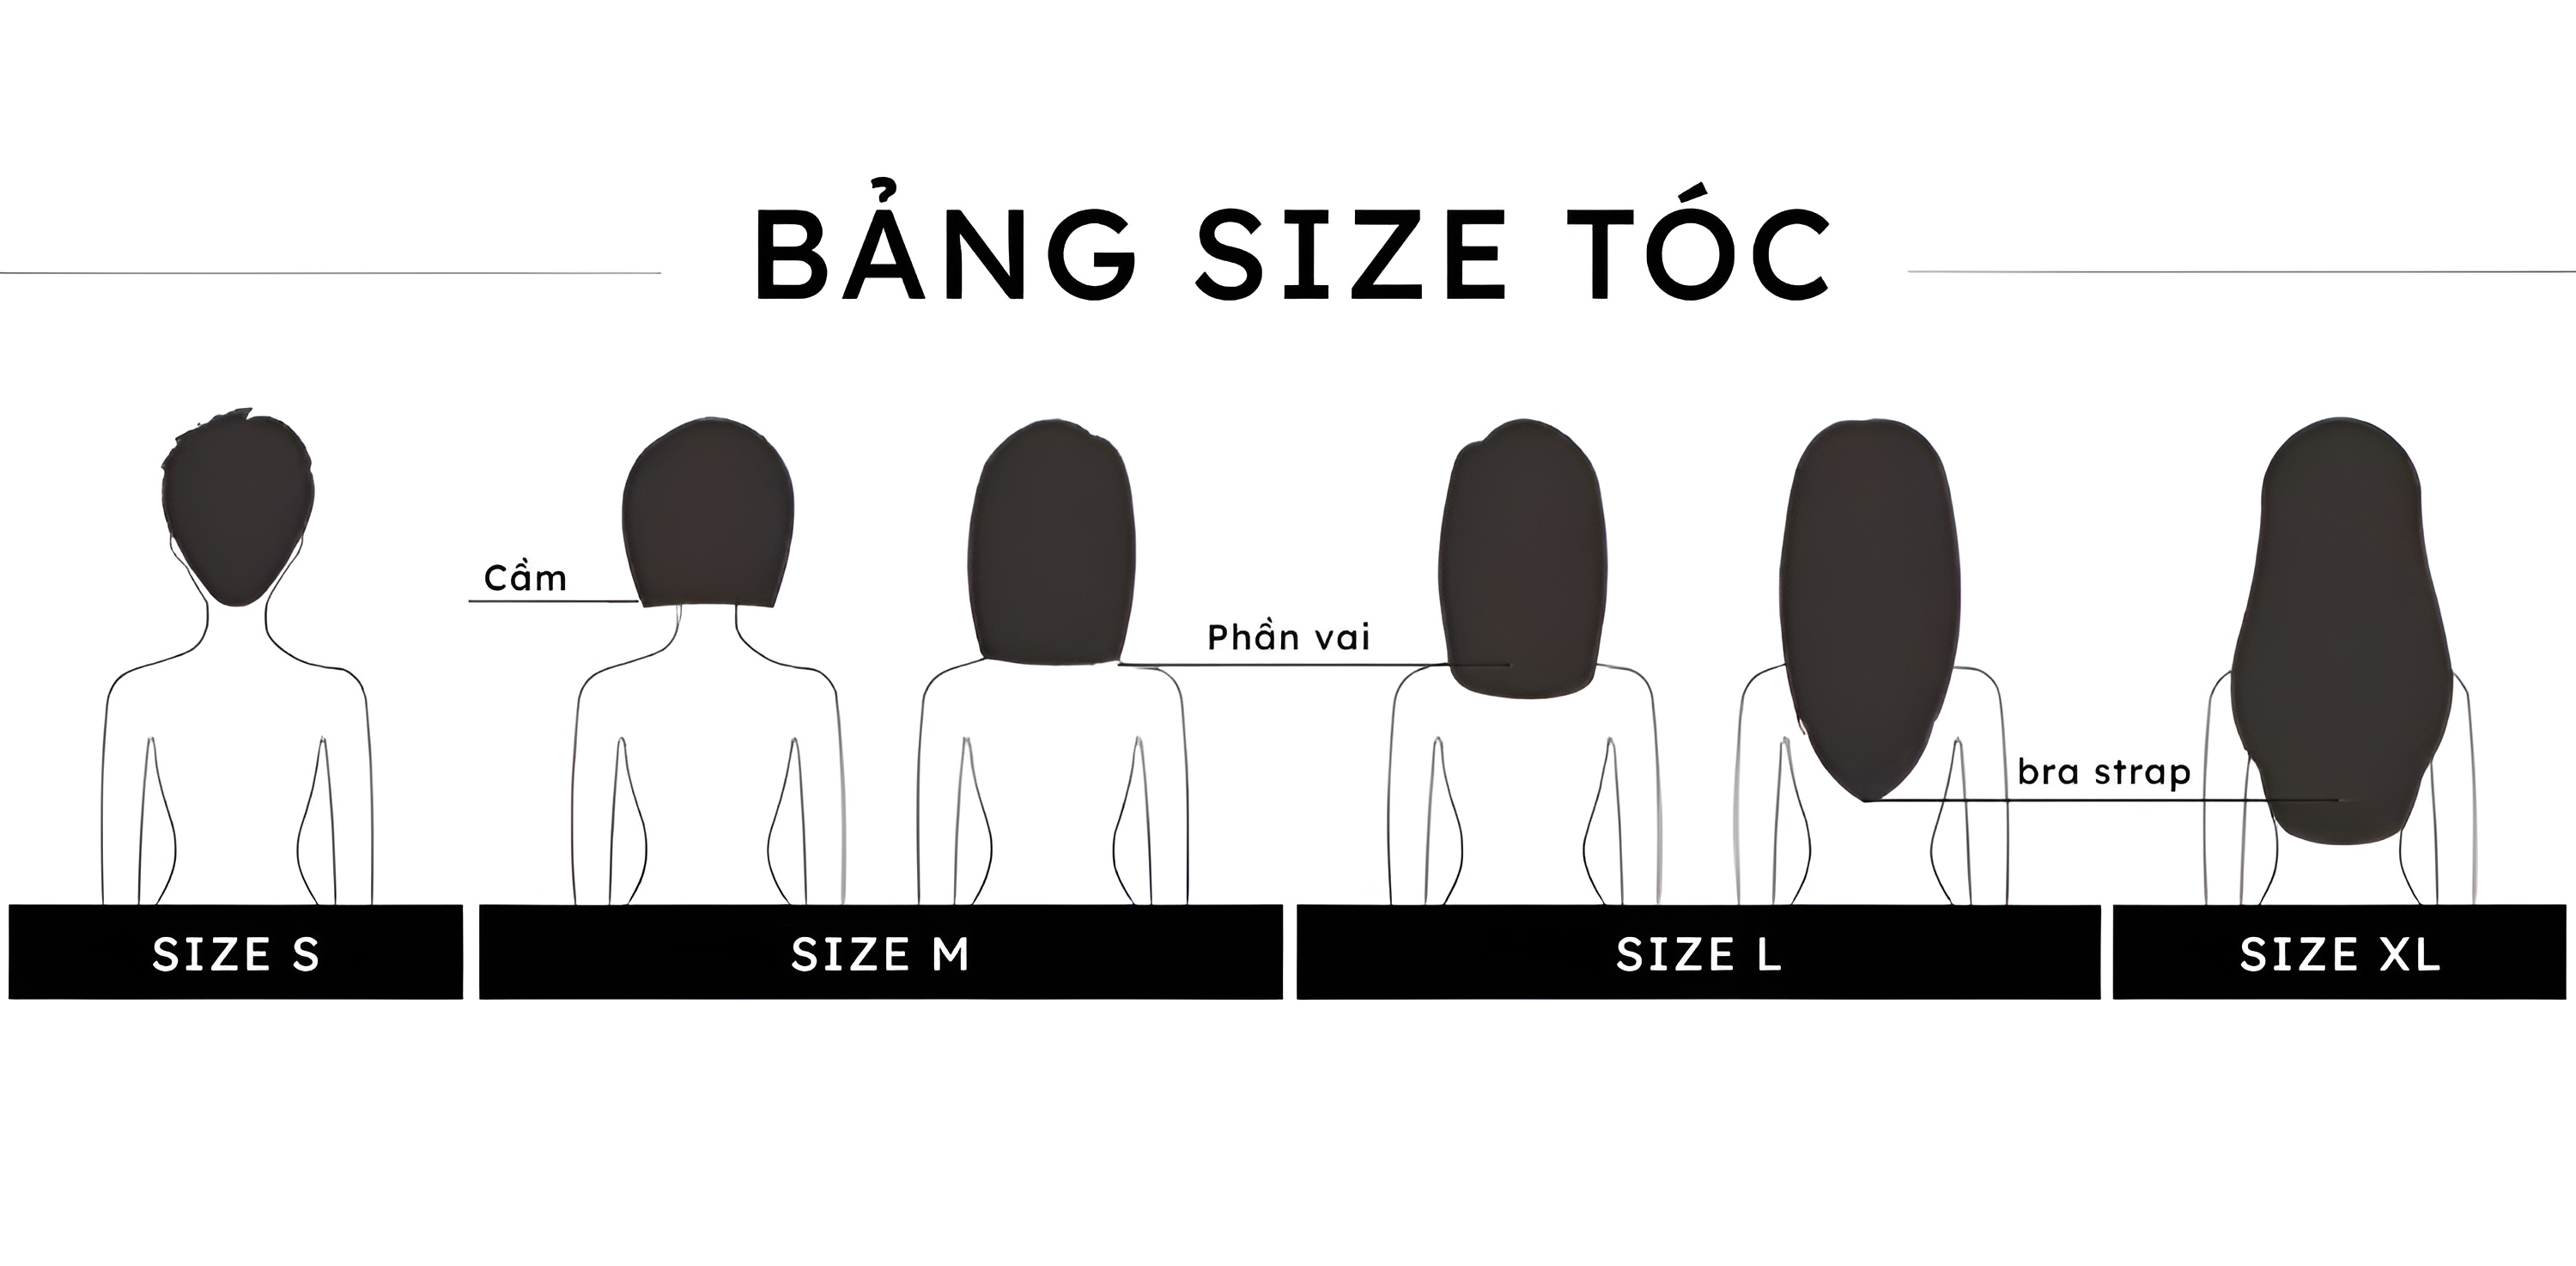 BẢNG SIZE TÓC
Cầm
Phần vai
bra strap
SIZE S
SIZE M
SIZE L
SIZE XL